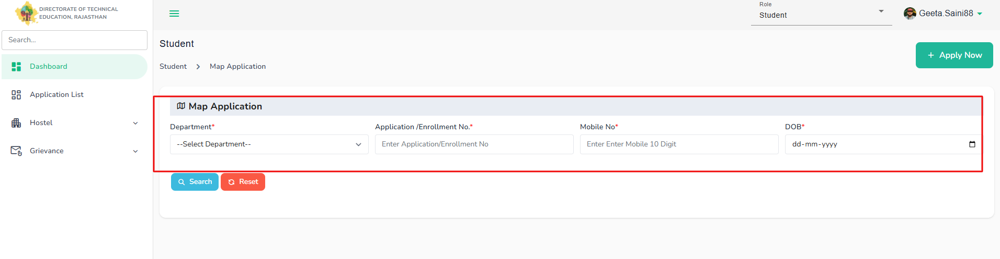 DIRECTORATE OF TECHNICAL
EDUCATION, RAJASTHAN
Role
Student
Geeta.Saini88
Search...
Student
Apply Now
Dashboard
Student > Map Application
Application List
Map Application
Hostel
Department* Application /Enrollment No.* Mobile No* DOB*
--Select Department-- Enter Application/Enrollment No Enter Enter Mobile 10 Digit dd-mm-yyyy
Grievance
Search Reset